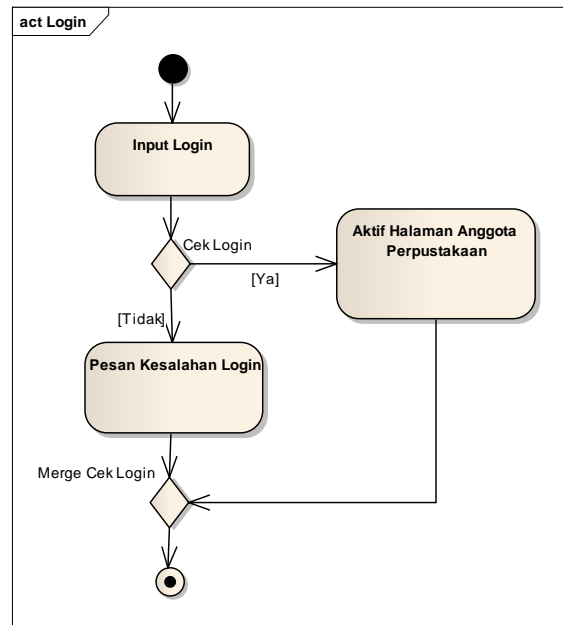 act Login
Input Login
Cek Login
[Ya]
Aktif Halaman Anggota
Perpustakaan
[Tidak]
Pesan Kesalahan Login
Merge Cek Login